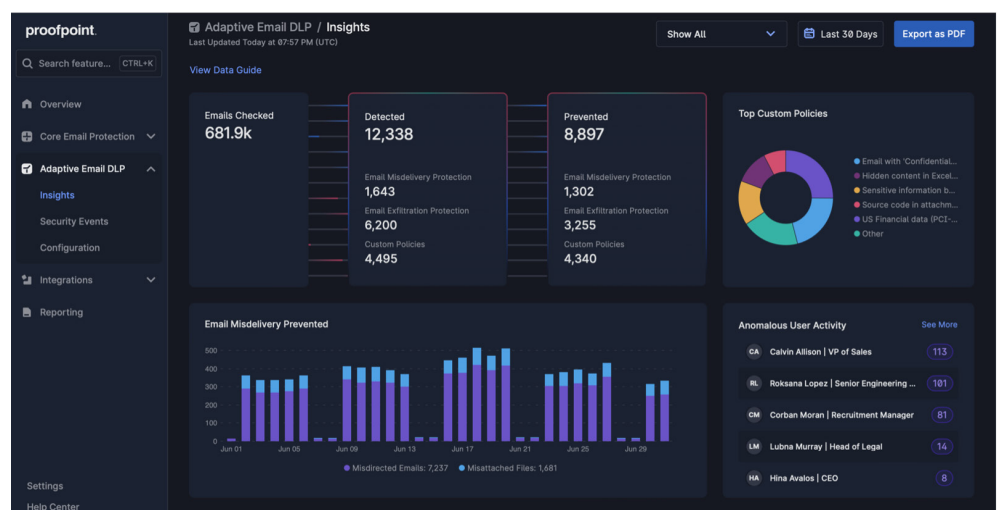 proofpoint.
Search feature... CTRL+K
Overview
Core Email Protection
Adaptive Email DLP
Insights
Security Events
Configuration
Integrations
Reporting
Settings
Help Center
Adaptive Email DLP / Insights
Last Updated Today at 07:57 PM (UTC)
Show All
Last 30 Days
Export as PDF
View Data Guide
Emails Checked
681.9k
Detected
12,338
Email Misdelivery Protection
1,643
Email Exfiltration Protection
6,200
Custom Policies
4,495
Prevented
8,897
Email Misdelivery Protection
1,302
Email Exfiltration Protection
3,255
Custom Policies
4,340
Top Custom Policies
Email with 'Confidential...
Hidden content in Excel...
Sensitive information b...
Source code in attachm...
US Financial data (PCI-...
Other
Email Misdelivery Prevented
500
400
300
200
100
0
Jun 01 Jun 05 Jun 09 Jun 13 Jun 17 Jun 21 Jun 25 Jun 29
Misdirected Emails: 7,237 Misattached Files: 1,681
Anomalous User Activity See More
CA Calvin Allison | VP of Sales 113
RL Roksana Lopez | Senior Engineering ... 101
CM Corban Moran | Recruitment Manager 81
LM Lubna Murray | Head of Legal 14
HA Hina Avalos | CEO 8